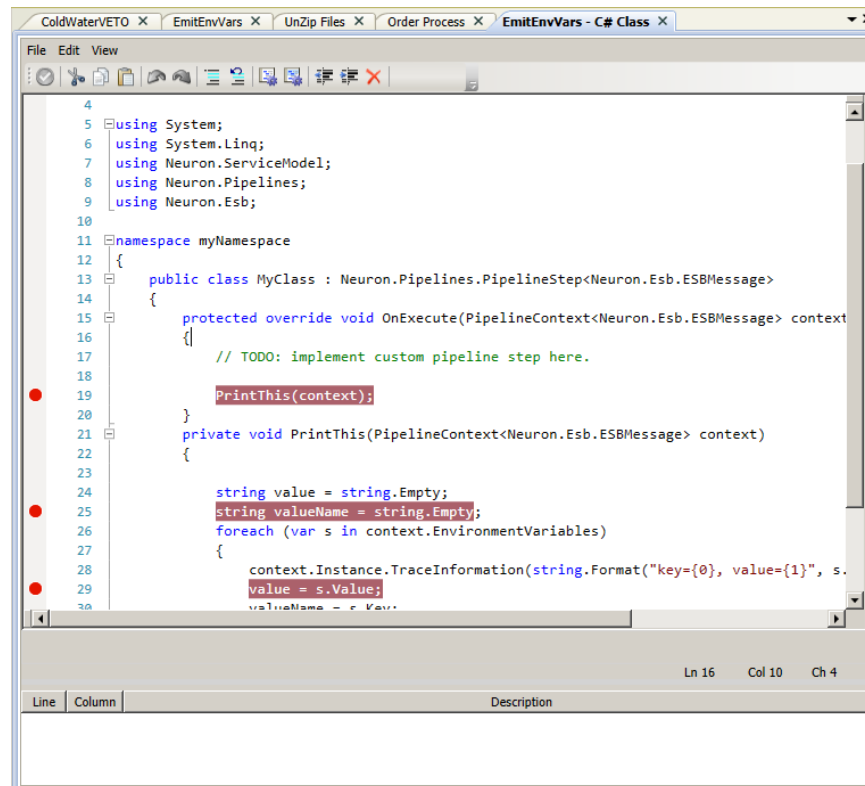 ColdWaterVETO X EmitEnvVars X UnZip Files X Order Process X EmitEnvVars - C# Class X
File Edit View
4
5 using System;
6 using System.Linq;
7 using Neuron.ServiceModel;
8 using Neuron.Pipelines;
9 using Neuron.Esb;
10
11 namespace myNamespace
12 {
13 public class MyClass : Neuron.Pipelines.PipelineStep<Neuron.Esb.ESBMessage>
14 {
15 protected override void OnExecute(PipelineContext<Neuron.Esb.ESBMessage> context
16 {
17 // TODO: implement custom pipeline step here.
18
19 PrintThis(context);
20 }
21 private void PrintThis(PipelineContext<Neuron.Esb.ESBMessage> context)
22 {
23
24 string value = string.Empty;
25 string valueName = string.Empty;
26 foreach (var s in context.EnvironmentVariables)
27 {
28 context.Instance.TraceInformation(string.Format("key={0}, value={1}", s.
29 value = s.Value;
30 valueName = s.Key;
Ln 16 Col 10 Ch 4
Line Column Description